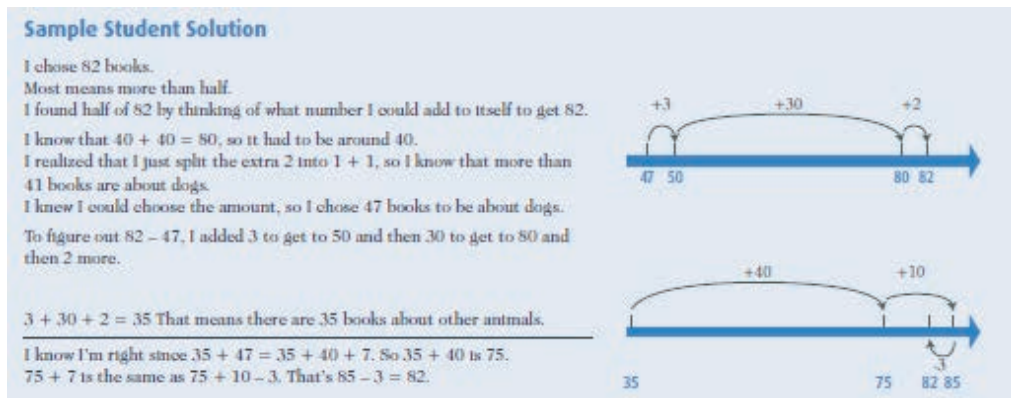 Sample Student Solution
I chose 82 books.
Most means more than half.
I found half of 82 by thinking of what number I could add to itself to get 82.
I know that 40 + 40 = 80, so it had to be around 40.
I realized that I just split the extra 2 into 1 + 1, so I know that more than
41 books are about dogs.
I knew I could choose the amount, so I chose 47 books to be about dogs.
To figure out 82 – 47, I added 3 to get to 50 and then 30 to get to 80 and
then 2 more.
3 + 30 + 2 = 35 That means there are 35 books about other animals.
I know I'm right since 35 + 47 = 35 + 40 + 7. So 35 + 40 is 75.
75 + 7 is the same as 75 + 10 – 3. That's 85 – 3 = 82.
+3 +30 +2
47 50 80 82
+40 +10
-3
35 75 82 85